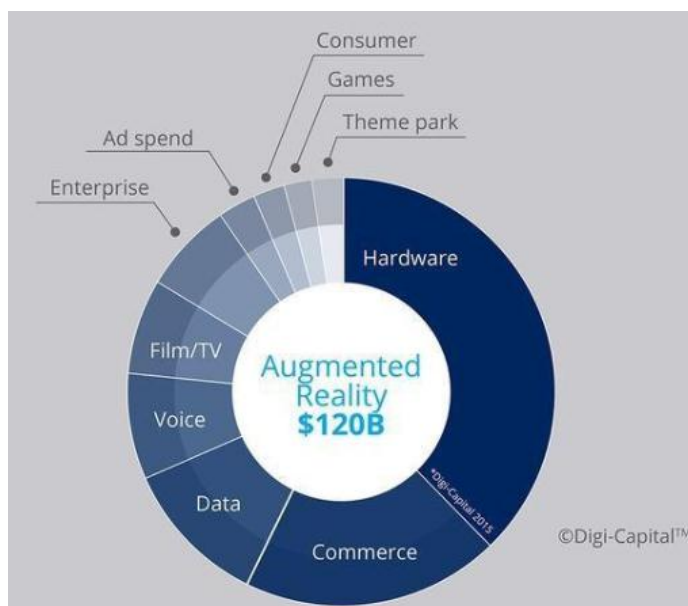 Consumer
Games
Theme park
Ad spend
Enterprise
Hardware
Film/TV
Augmented
Reality
$120B
Voice
Data
Commerce
*Digi-Capital 2015
©Digi-Capital™